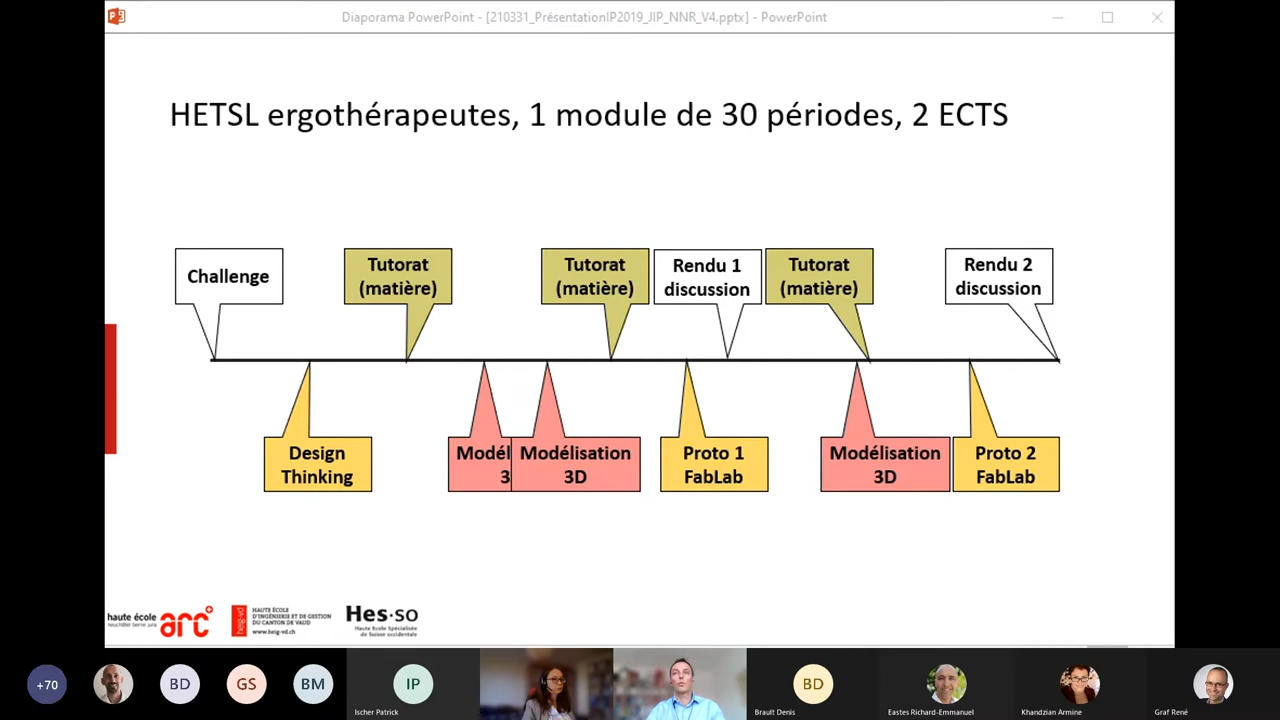 Diaporama PowerPoint - [210331_PrésentationIP2019_JIP_NNR_V4.pptx] - PowerPoint
HETSL ergothérapeutes, 1 module de 30 périodes, 2 ECTS
Challenge
Tutorat
(matière)
Tutorat
(matière)
Rendu 1
discussion
Tutorat
(matière)
Rendu 2
discussion
Design
Thinking
Modél
3
Modélisation
3D
Proto 1
FabLab
Modélisation
3D
Proto 2
FabLab
haute école
neuchâtel berne jura
arc
heig-vd
HAUTE ÉCOLE
D'INGÉNIERIE ET DE GESTION
DU CANTON DE VAUD
www.heig-vd.ch
Hes·so
Haute Ecole Spécialisée
de Suisse occidentale
+70
BD
GS
BM
IP
Ischer Patrick
BD
Brault Denis
Eastes Richard-Emmanuel
Khandzian Armine
Graf René